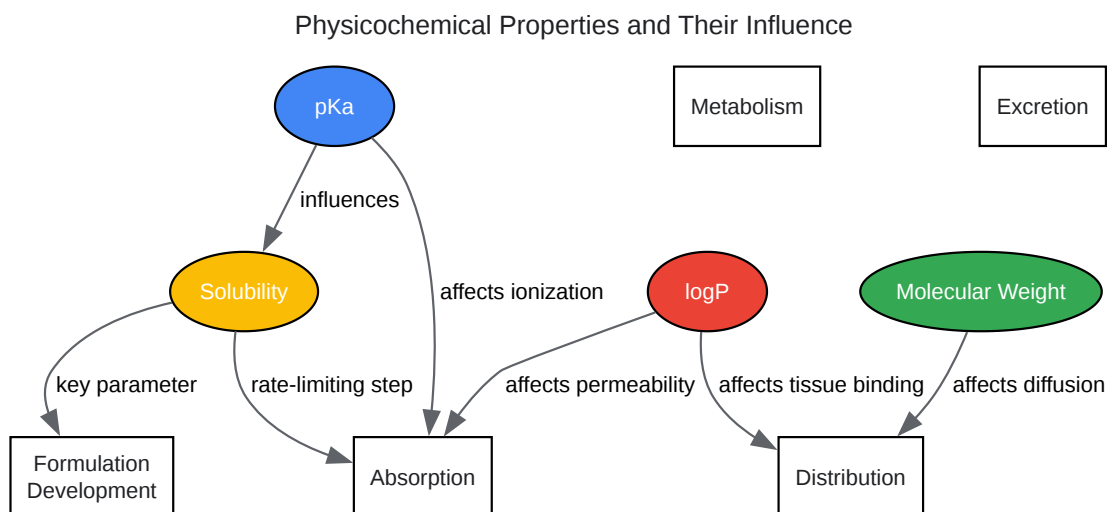 Physicochemical Properties and Their Influence
pKa
Metabolism
Excretion
influences
Solubility
affects ionization
logP
Molecular Weight
key parameter
rate-limiting step
affects permeability
affects tissue binding
affects diffusion
Formulation
Development
Absorption
Distribution